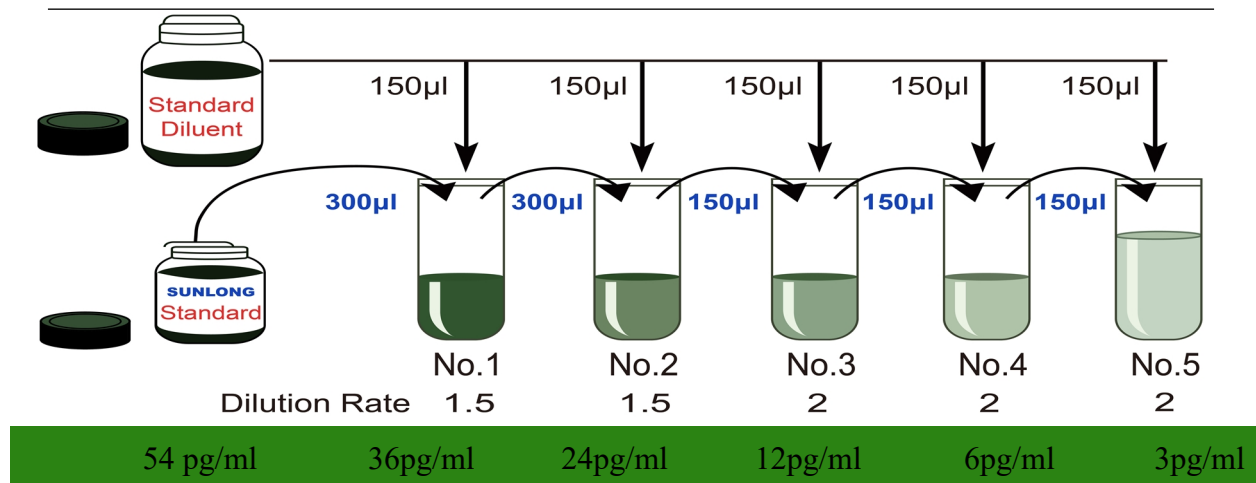 150µl 150µl 150µl 150µl 150µl
Standard
Diluent
300µl 300µl 150µl 150µl 150µl
SUNLONG
Standard
No.1 No.2 No.3 No.4 No.5
Dilution Rate 1.5 1.5 2 2 2
54 pg/ml 36pg/ml 24pg/ml 12pg/ml 6pg/ml 3pg/ml